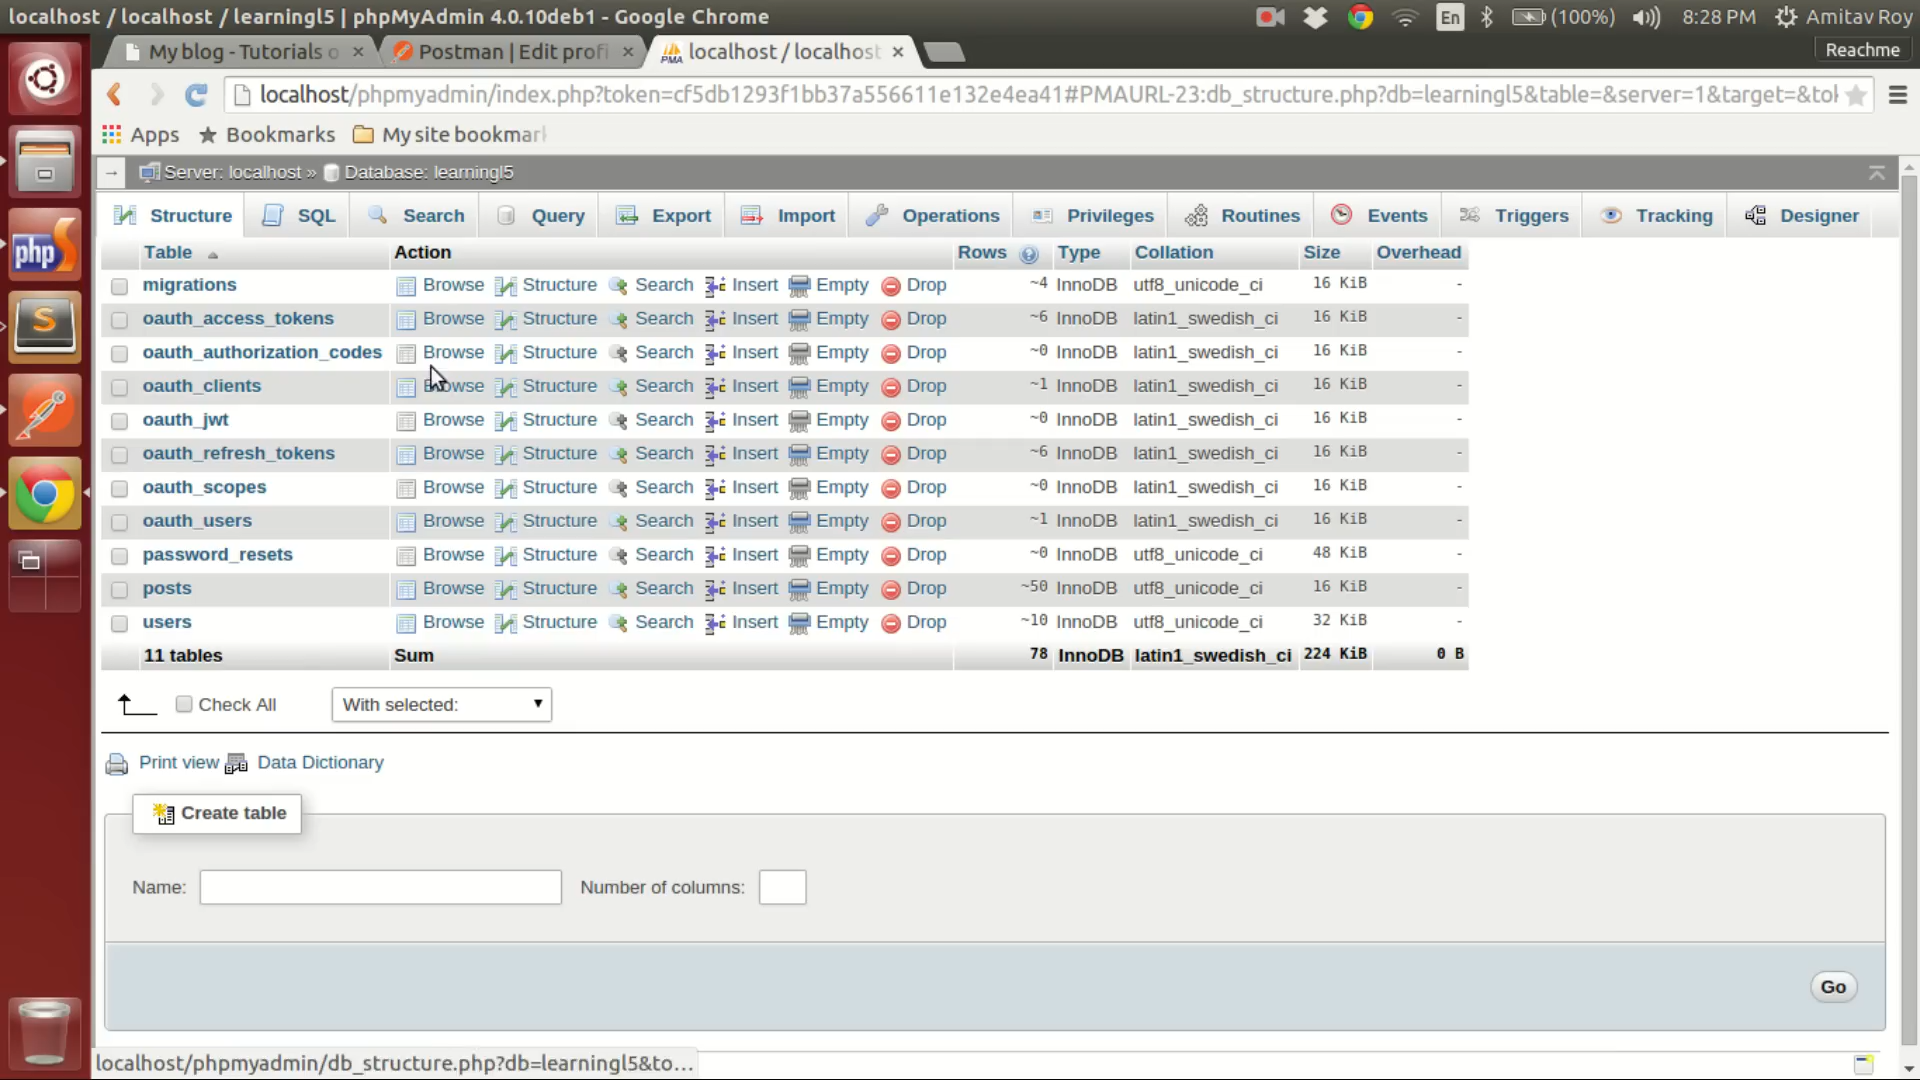 localhost / localhost / learningl5 | phpMyAdmin 4.0.10deb1 - Google Chrome En (100%) 8:28 PM Amitav Roy
My blog - Tutorials o × Postman | Edit profi × PMA localhost / localhost × Reachme
localhost/phpmyadmin/index.php?token=cf5db1293f1bb37a556611e132e4ea41#PMAURL-23:db_structure.php?db=learningl5&table=&server=1&target=&tol
Apps Bookmarks My site bookmar
Server: localhost » Database: learningl5
Structure SQL Search Query Export Import Operations Privileges Routines Events Triggers Tracking Designer
Table Action Rows Type Collation Size Overhead
migrations Browse Structure Search Insert Empty Drop ~4 InnoDB utf8_unicode_ci 16 KiB -
oauth_access_tokens Browse Structure Search Insert Empty Drop ~6 InnoDB latin1_swedish_ci 16 KiB -
oauth_authorization_codes Browse Structure Search Insert Empty Drop ~0 InnoDB latin1_swedish_ci 16 KiB -
oauth_clients Browse Structure Search Insert Empty Drop ~1 InnoDB latin1_swedish_ci 16 KiB -
oauth_jwt Browse Structure Search Insert Empty Drop ~0 InnoDB latin1_swedish_ci 16 KiB -
oauth_refresh_tokens Browse Structure Search Insert Empty Drop ~6 InnoDB latin1_swedish_ci 16 KiB -
oauth_scopes Browse Structure Search Insert Empty Drop ~0 InnoDB latin1_swedish_ci 16 KiB -
oauth_users Browse Structure Search Insert Empty Drop ~1 InnoDB latin1_swedish_ci 16 KiB -
password_resets Browse Structure Search Insert Empty Drop ~0 InnoDB utf8_unicode_ci 48 KiB -
posts Browse Structure Search Insert Empty Drop ~50 InnoDB utf8_unicode_ci 16 KiB -
users Browse Structure Search Insert Empty Drop ~10 InnoDB utf8_unicode_ci 32 KiB -
11 tables Sum 78 InnoDB latin1_swedish_ci 224 KiB 0 B
Check All With selected:
Print view Data Dictionary
Create table
Name: Number of columns:
Go
localhost/phpmyadmin/db_structure.php?db=learningl5&to...
php S
S